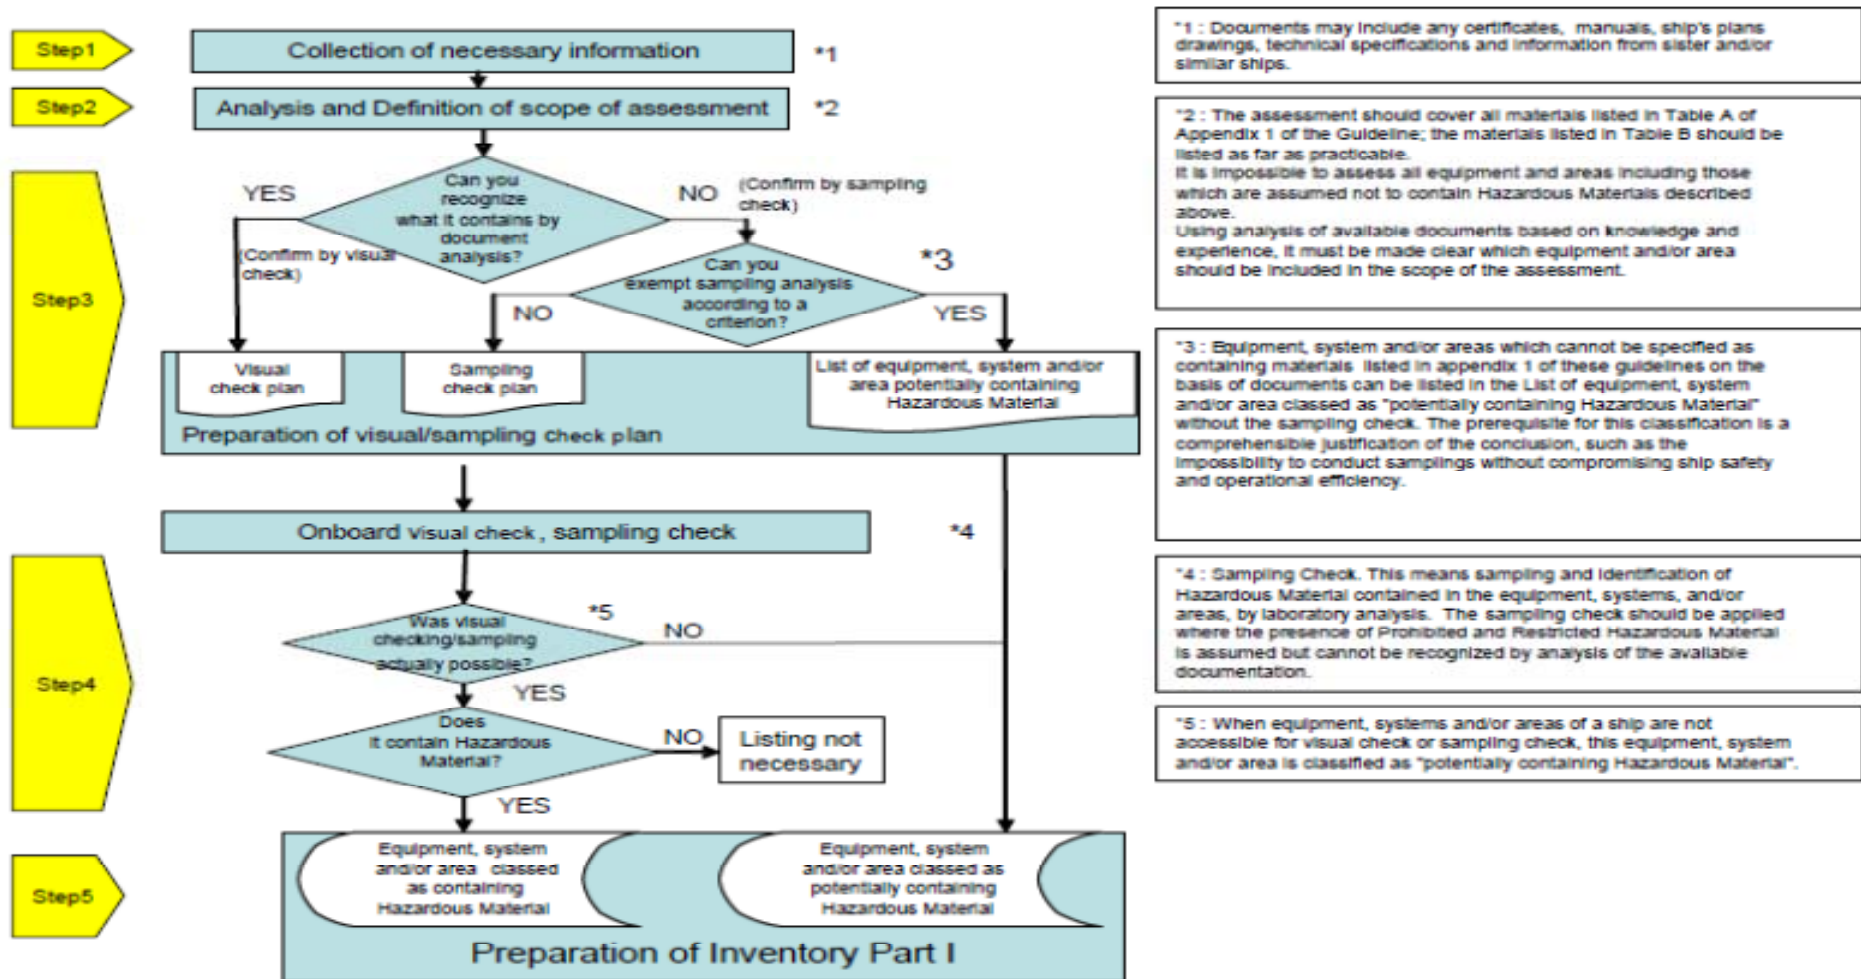 Step1
Collection of necessary information
*1
Step2
Analysis and Definition of scope of assessment
*2
Step3
Can you
recognize
what it contains by
document
analysis?
YES
(Confirm by visual
check)
NO
(Confirm by sampling
check)
Can you
exempt sampling analysis
according to a
criterion?
*3
NO
YES
Visual
check plan
Sampling
check plan
List of equipment, system and/or
area potentially containing
Hazardous Material
Preparation of visual/sampling check plan
Onboard visual check, sampling check
*4
Step4
Was visual
checking/sampling
actually possible?
*5
NO
YES
Does
it contain Hazardous
Material?
NO
Listing not
necessary
YES
Step5
Equipment, system
and/or area classed
as containing
Hazardous Material
Equipment, system
and/or area classed as
potentially containing
Hazardous Material
Preparation of Inventory Part I
*1 : Documents may include any certificates, manuals, ship's plans
drawings, technical specifications and information from sister and/or
similar ships.
*2 : The assessment should cover all materials listed in Table A of
Appendix 1 of the Guideline; the materials listed in Table B should be
listed as far as practicable.
It is impossible to assess all equipment and areas including those
which are assumed not to contain Hazardous Materials described
above.
Using analysis of available documents based on knowledge and
experience, it must be made clear which equipment and/or area
should be included in the scope of the assessment.
*3 : Equipment, system and/or areas which cannot be specified as
containing materials listed in appendix 1 of these guidelines on the
basis of documents can be listed in the List of equipment, system
and/or area classed as "potentially containing Hazardous Material"
without the sampling check. The prerequisite for this classification is a
comprehensible justification of the conclusion, such as the
impossibility to conduct samplings without compromising ship safety
and operational efficiency.
*4 : Sampling Check. This means sampling and identification of
Hazardous Material contained in the equipment, systems, and/or
areas, by laboratory analysis. The sampling check should be applied
where the presence of Prohibited and Restricted Hazardous Material
is assumed but cannot be recognized by analysis of the available
documentation.
*5 : When equipment, systems and/or areas of a ship are not
accessible for visual check or sampling check, this equipment, system
and/or area is classified as "potentially containing Hazardous Material".